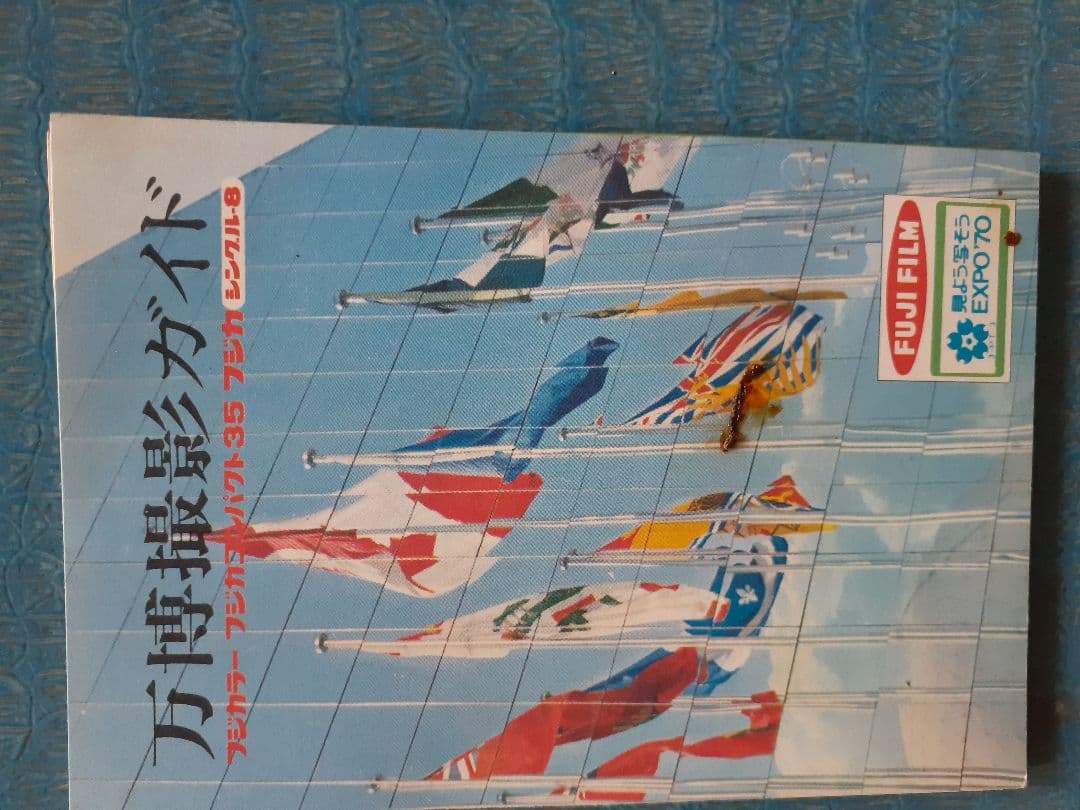 万博撮影ガイド
フジカラー フジカコンパクト35 フジカシングル-8
FUJI FILM
見よう写そう
EXPO'70